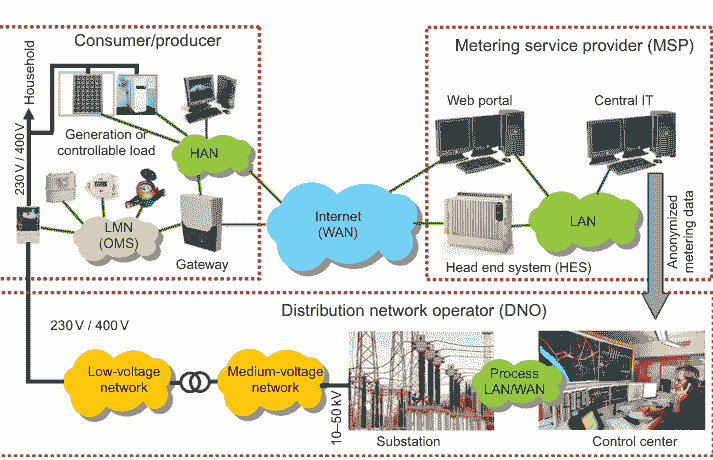 Consumer/producer
Household
230 V / 400 V
Generation or
controllable load
HAN
LMN
(OMS)
Gateway
Internet
(WAN)
Metering service provider (MSP)
Web portal
Central IT
LAN
Head end system (HES)
Anonymized
metering data
Distribution network operator (DNO)
230 V / 400 V
Low-voltage
network
Medium-voltage
network
10–50 kV
Substation
Process
LAN/WAN
Control center